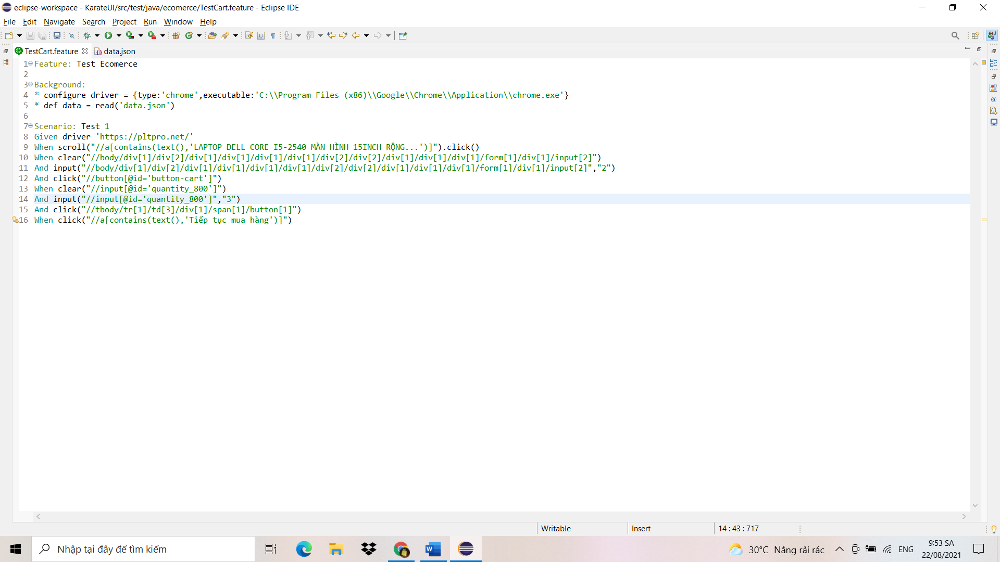 eclipse-workspace - KarateUI/src/test/java/ecomerce/TestCart.feature - Eclipse IDE
File Edit Navigate Search Project Run Window Help
TestCart.feature data.json
1 Feature: Test Ecomerce
2
3 Background:
4 * configure driver = {type:'chrome',executable:'C:\\Program Files (x86)\\Google\\Chrome\\Application\\chrome.exe'}
5 * def data = read('data.json')
6
7 Scenario: Test 1
8 Given driver 'https://pltpro.net/'
9 When scroll("//a[contains(text(),'LAPTOP DELL CORE I5-2540 MÀN HÌNH 15INCH RỘNG...')]").click()
10 When clear("//body/div[1]/div[2]/div[1]/div[1]/div[1]/div[1]/div[2]/div[2]/div[1]/div[1]/div[1]/form[1]/div[1]/input[2]")
11 And input("//body/div[1]/div[2]/div[1]/div[1]/div[1]/div[1]/div[2]/div[2]/div[1]/div[1]/div[1]/form[1]/div[1]/input[2]","2")
12 And click("//button[@id='button-cart']")
13 When clear("//input[@id='quantity_800']")
14 And input("//input[@id='quantity_800']","3")
15 And click("//tbody/tr[1]/td[3]/div[1]/span[1]/button[1]")
16 When click("//a[contains(text(),'Tiếp tục mua hàng')]")
Writable Insert 14 : 43 : 717
Nhập tại đây để tìm kiếm
30°C Nắng rải rác ENG
9:53 SA
22/08/2021